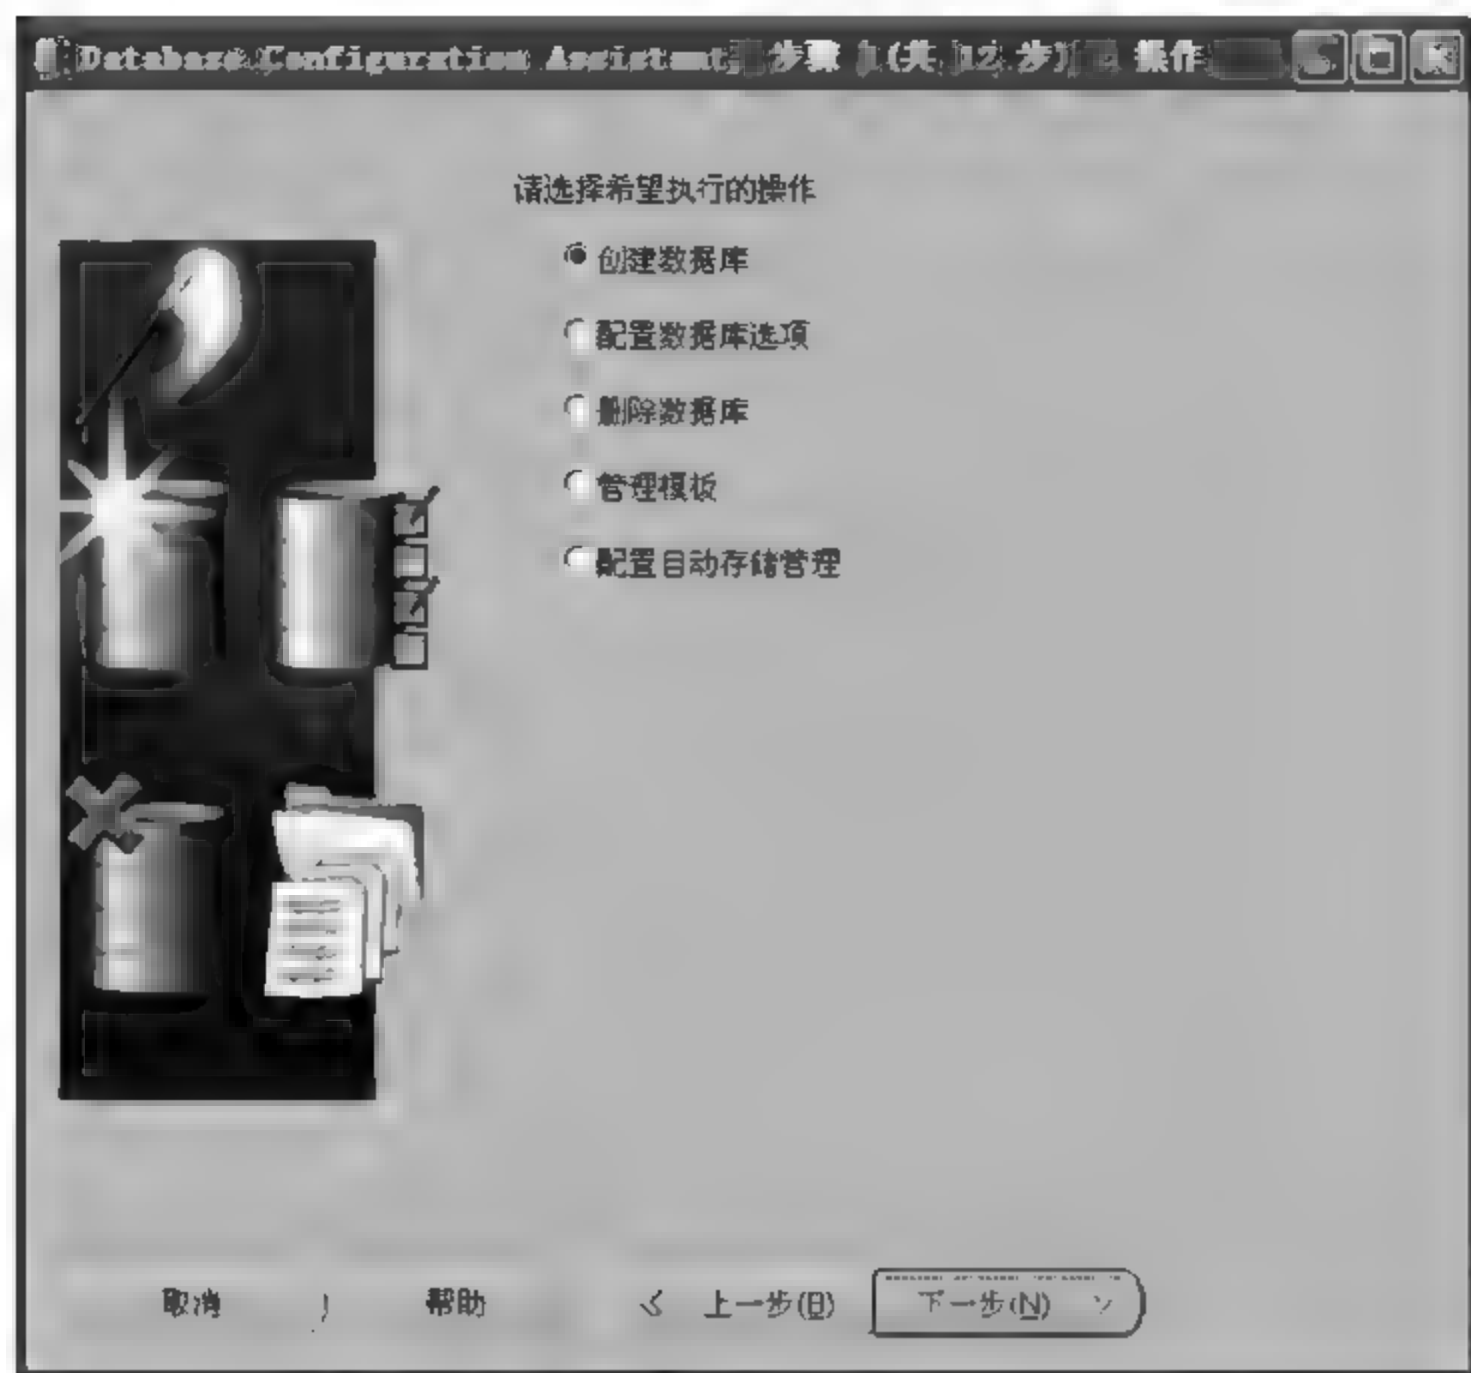 Database Configuration Assistant, 步骤 1(共 12 步): 操作
请选择希望执行的操作
创建数据库
配置数据库选项
删除数据库
管理模板
配置自动存储管理
取消 帮助 上一步(B) 下一步(N)